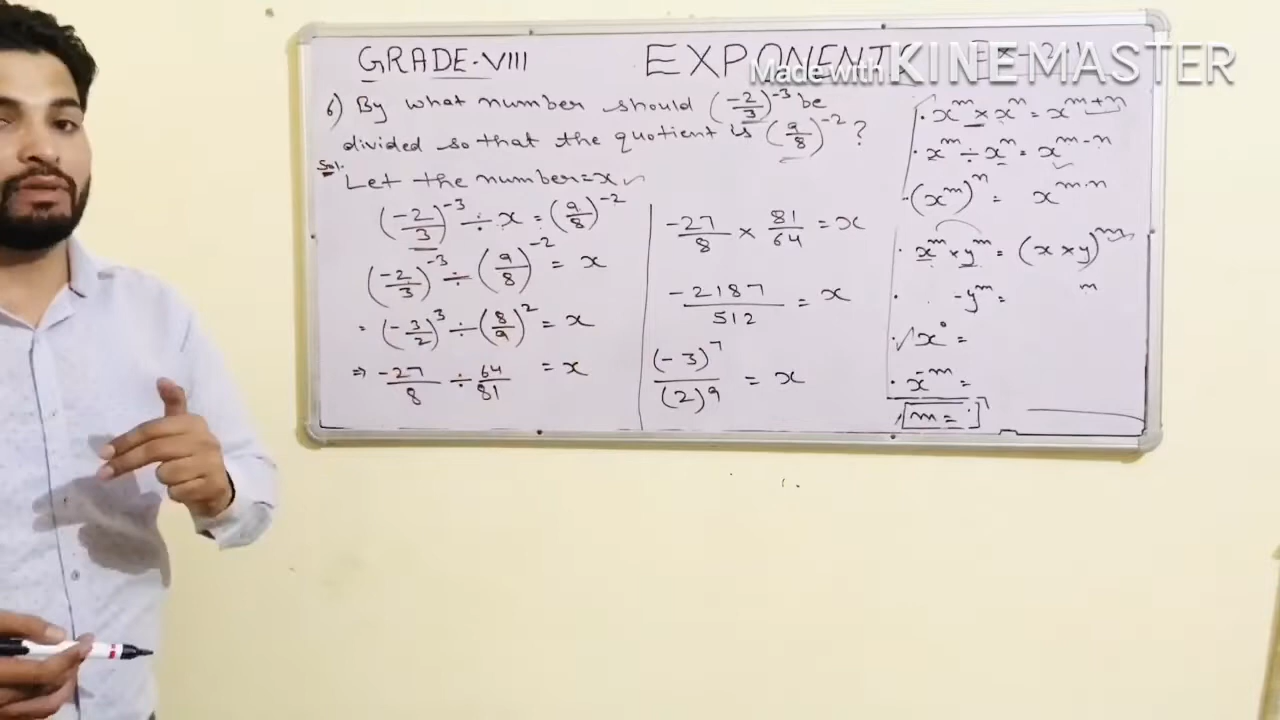 GRADE-VIII EXPONENTS EX-2.1
Made with KINEMASTER
6) By what number should (-2/3)^-3 be
divided so that the quotient is (9/8)^-2 ?
Sol.
Let the number = x ✓
(-2/3)^-3 ÷ x = (9/8)^-2
(-2/3)^-3 ÷ (9/8)^-2 = x
= (-3/2)^3 ÷ (8/9)^2 = x
⇒ -27/8 ÷ 64/81 = x
-27/8 × 81/64 = x
-2187/512 = x
(-3)^7/(2)^9 = x
• x^m × x^n = x^m+n
• x^m ÷ x^n = x^m-n
• (x^m)^n = x^m·n
• x^m × y^m = (x × y)^m
• - y^m = m
• ✓ x^0 =
• x^-m =
m =